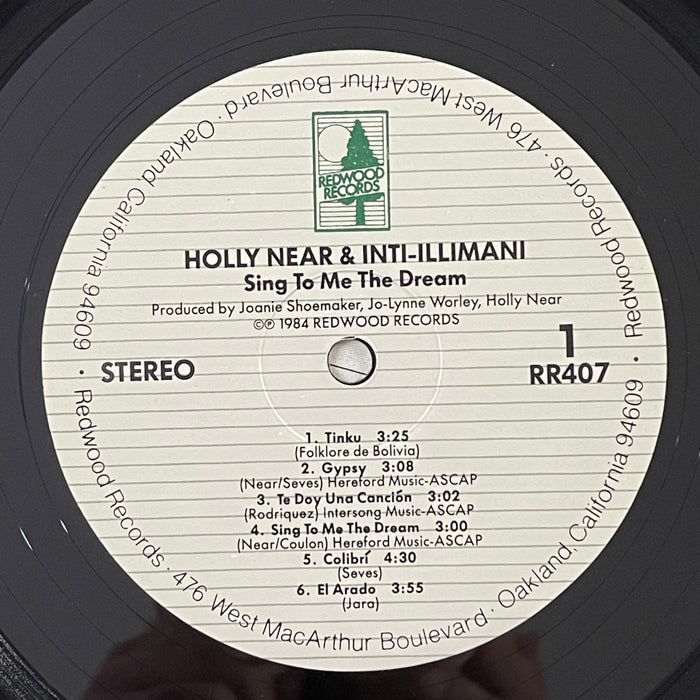 REDWOOD
RECORDS
HOLLY NEAR & INTI-ILLIMANI
Sing To Me The Dream
Produced by Joanie Shoemaker, Jo-Lynne Worley, Holly Near
©℗ 1984 REDWOOD RECORDS
STEREO
1
RR407
1. Tinku 3:25
(Folklore de Bolivia)
2. Gypsy 3:08
(Near/Seves) Hereford Music-ASCAP
3. Te Doy Una Canción 3:02
(Rodriquez) Intersong Music-ASCAP
4. Sing To Me The Dream 3:00
(Near/Coulon) Hereford Music-ASCAP
5. Colibrí 4:30
(Seves)
6. El Arado 3:55
(Jara)
Redwood Records · 476 West MacArthur Boulevard · Oakland, California 94609 ·
Redwood Records · 476 West MacArthur Boulevard · Oakland, California 94609 ·